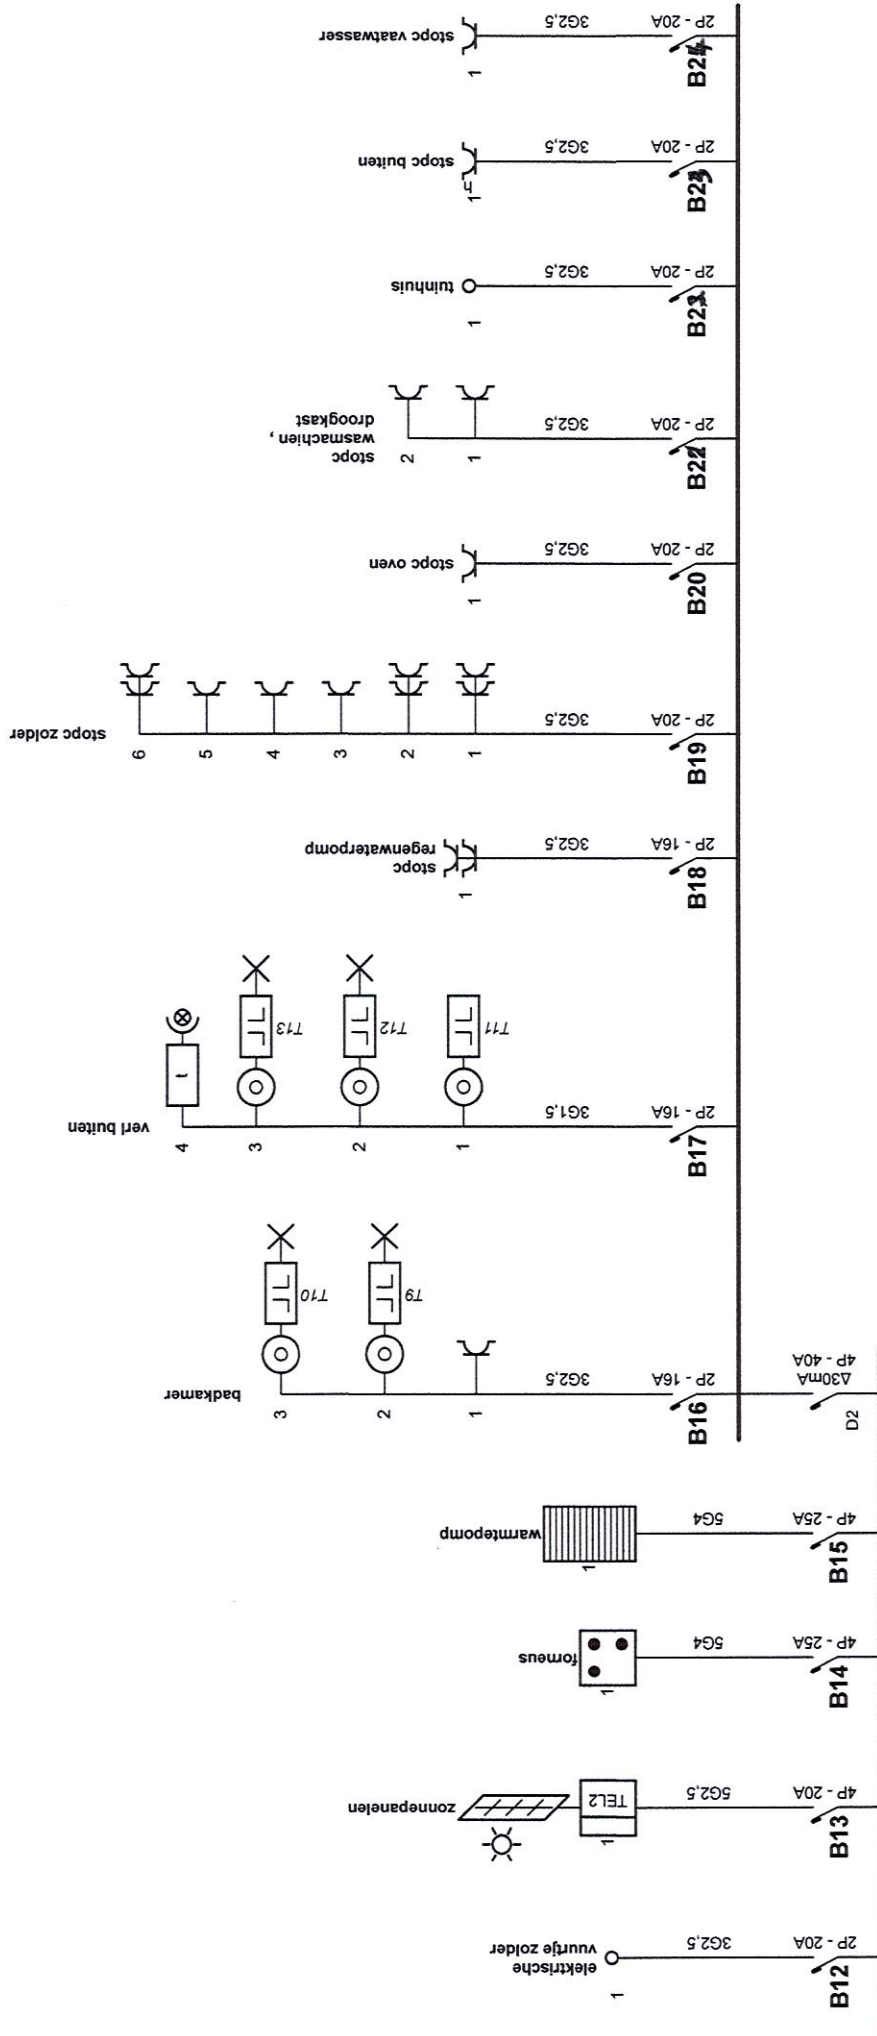 stopc vaatwasser
1
3G2,5
2P - 20A
B24
stopc buiten
h
1
3G2,5
2P - 20A
B23
tuinhuis
1
3G2,5
2P - 20A
B22
stopc
wasmachien ,
droogkast
2
1
3G2,5
2P - 20A
B21
stopc oven
1
3G2,5
2P - 20A
B20
stopc zolder
6
5
4
3
2
1
3G2,5
2P - 20A
B19
stopc
regenwaterpomp
1
3G2,5
2P - 16A
B18
verl buiten
t
T13
T12
T11
4
3
2
1
3G1,5
2P - 16A
B17
badkamer
T10
T9
3
2
1
3G2,5
2P - 16A
B16
Δ30mA
4P - 40A
D2
warmtepomp
1
5G4
4P - 25A
B15
forneus
1
5G4
4P - 25A
B14
zonnepanelen
TEL2
1
5G2,5
4P - 20A
B13
elektrische
vuurtje zolder
1
3G2,5
2P - 20A
B12